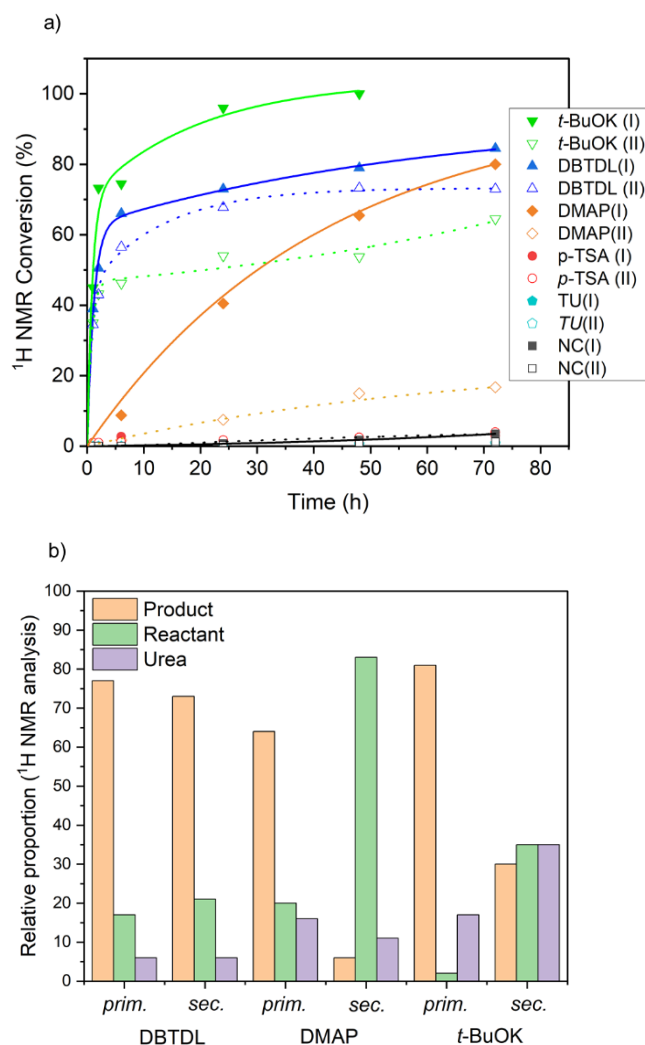 a)
100
80
60
40
20
0
0 10 20 30 40 50 60 70 80
¹H NMR Conversion (%)
Time (h)
t-BuOK (I)
t-BuOK (II)
DBTDL(I)
DBTDL (II)
DMAP(I)
DMAP(II)
p-TSA (I)
p-TSA (II)
TU(I)
TU(II)
NC(I)
NC(II)
b)
100
90
80
70
60
50
40
30
20
10
0
Relative proportion (¹H NMR analysis)
Product
Reactant
Urea
prim. sec. prim. sec. prim. sec.
DBTDL DMAP t-BuOK